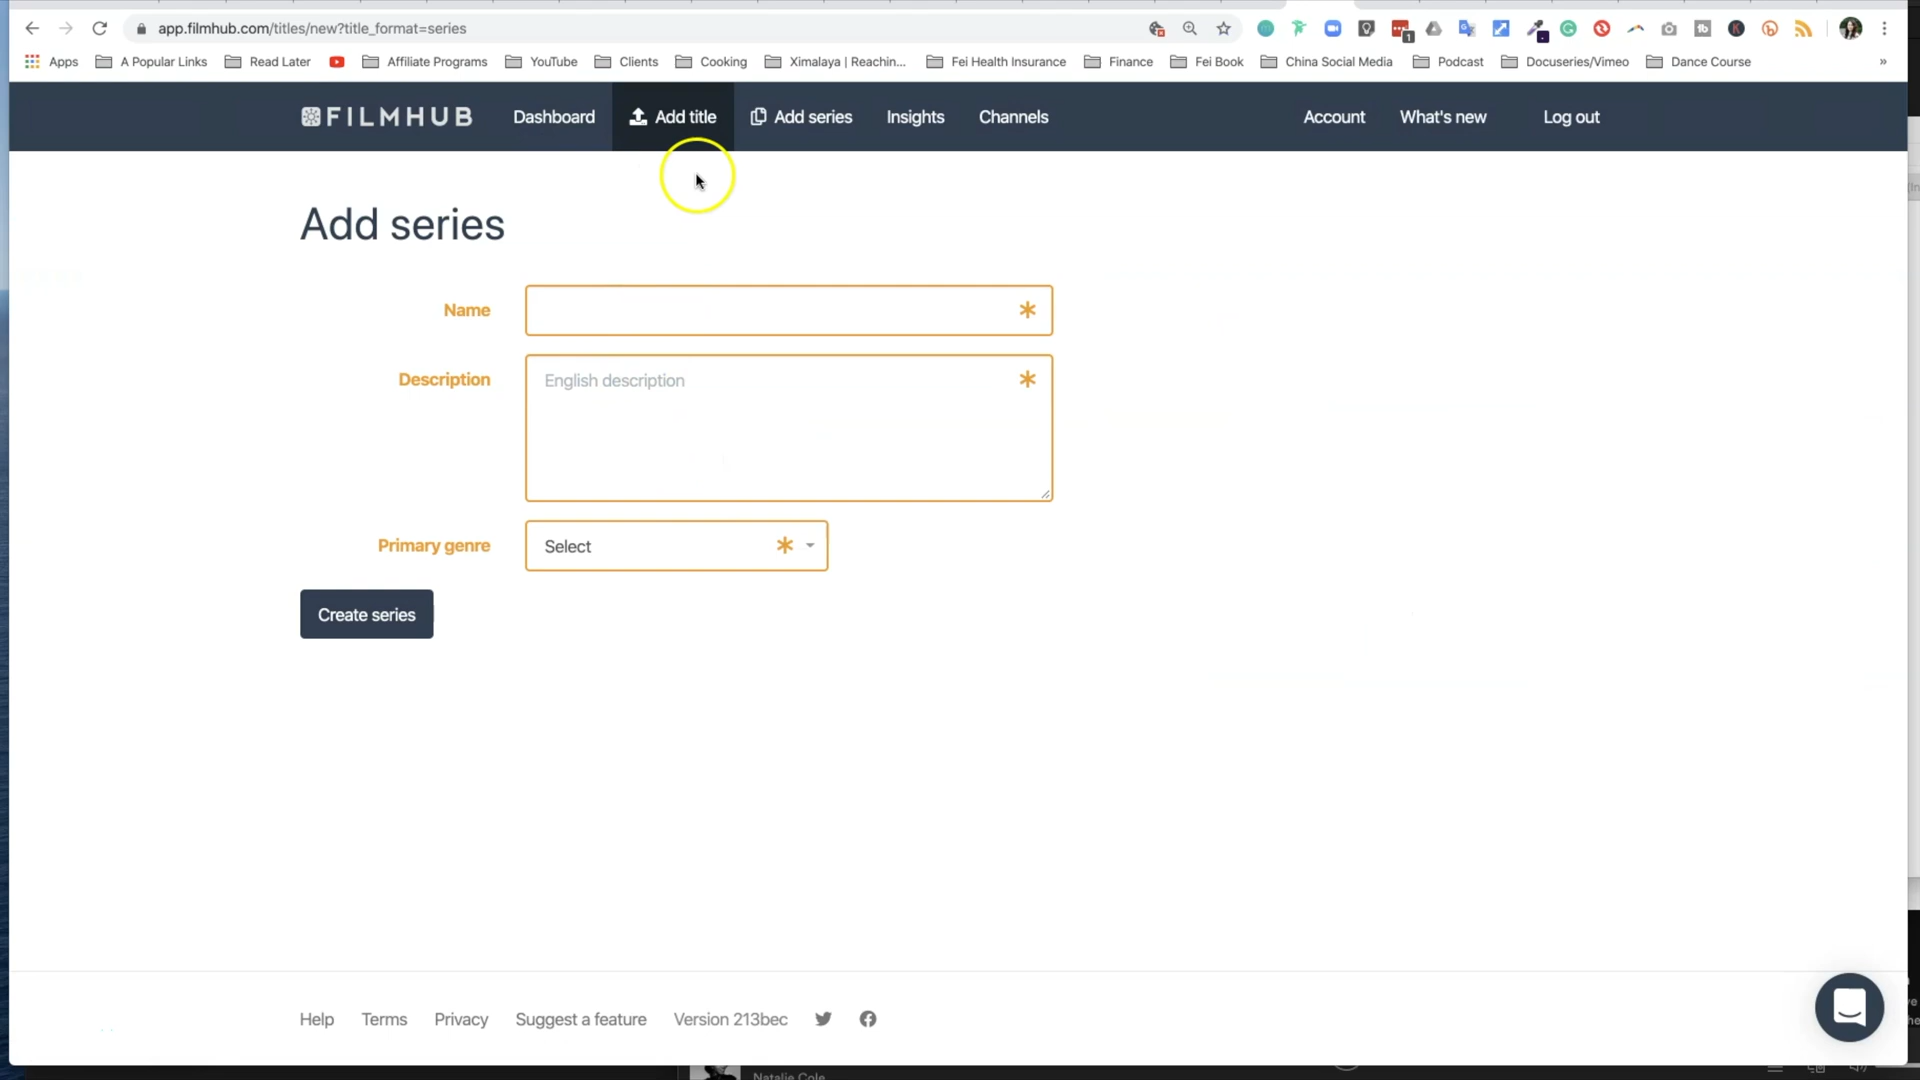 app.filmhub.com/titles/new?title_format=series
1
Apps A Popular Links Read Later Affiliate Programs YouTube Clients Cooking Ximalaya | Reachin... Fei Health Insurance Finance Fei Book China Social Media Podcast Docuseries/Vimeo Dance Course »
FILMHUB Dashboard Add title Add series Insights Channels Account What's new Log out
Add series
Name *
Description English description *
Primary genre Select *
Create series
Help Terms Privacy Suggest a feature Version 213bec
Natalie Cole